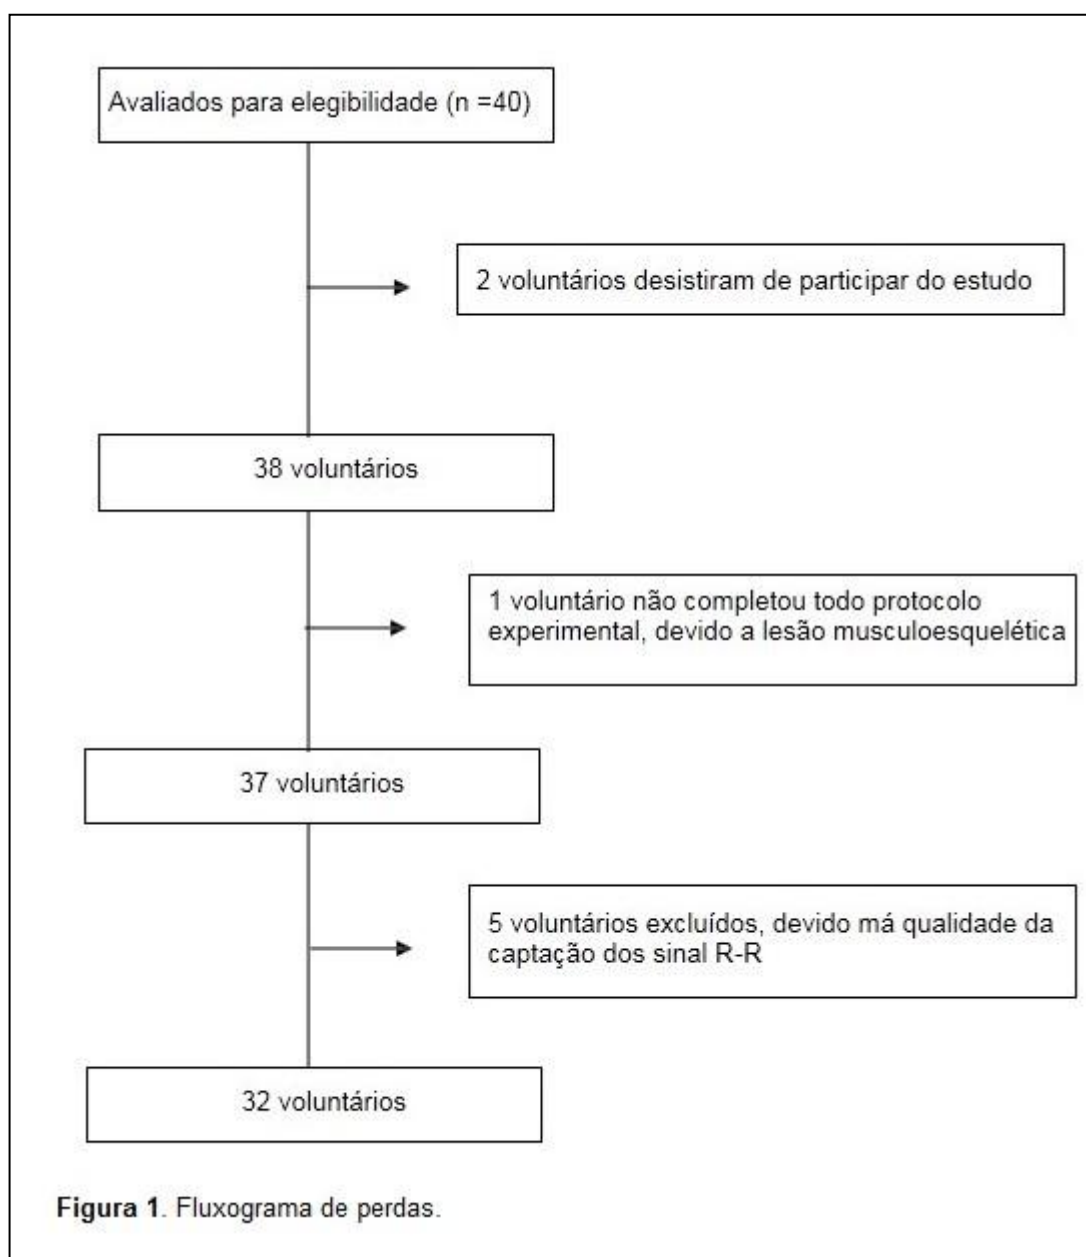 Avaliados para elegibilidade (n =40)
2 voluntários desistiram de participar do estudo
38 voluntários
1 voluntário não completou todo protocolo
experimental, devido a lesão musculoesquelética
37 voluntários
5 voluntários excluídos, devido má qualidade da
captação dos sinal R-R
32 voluntários
Figura 1. Fluxograma de perdas.